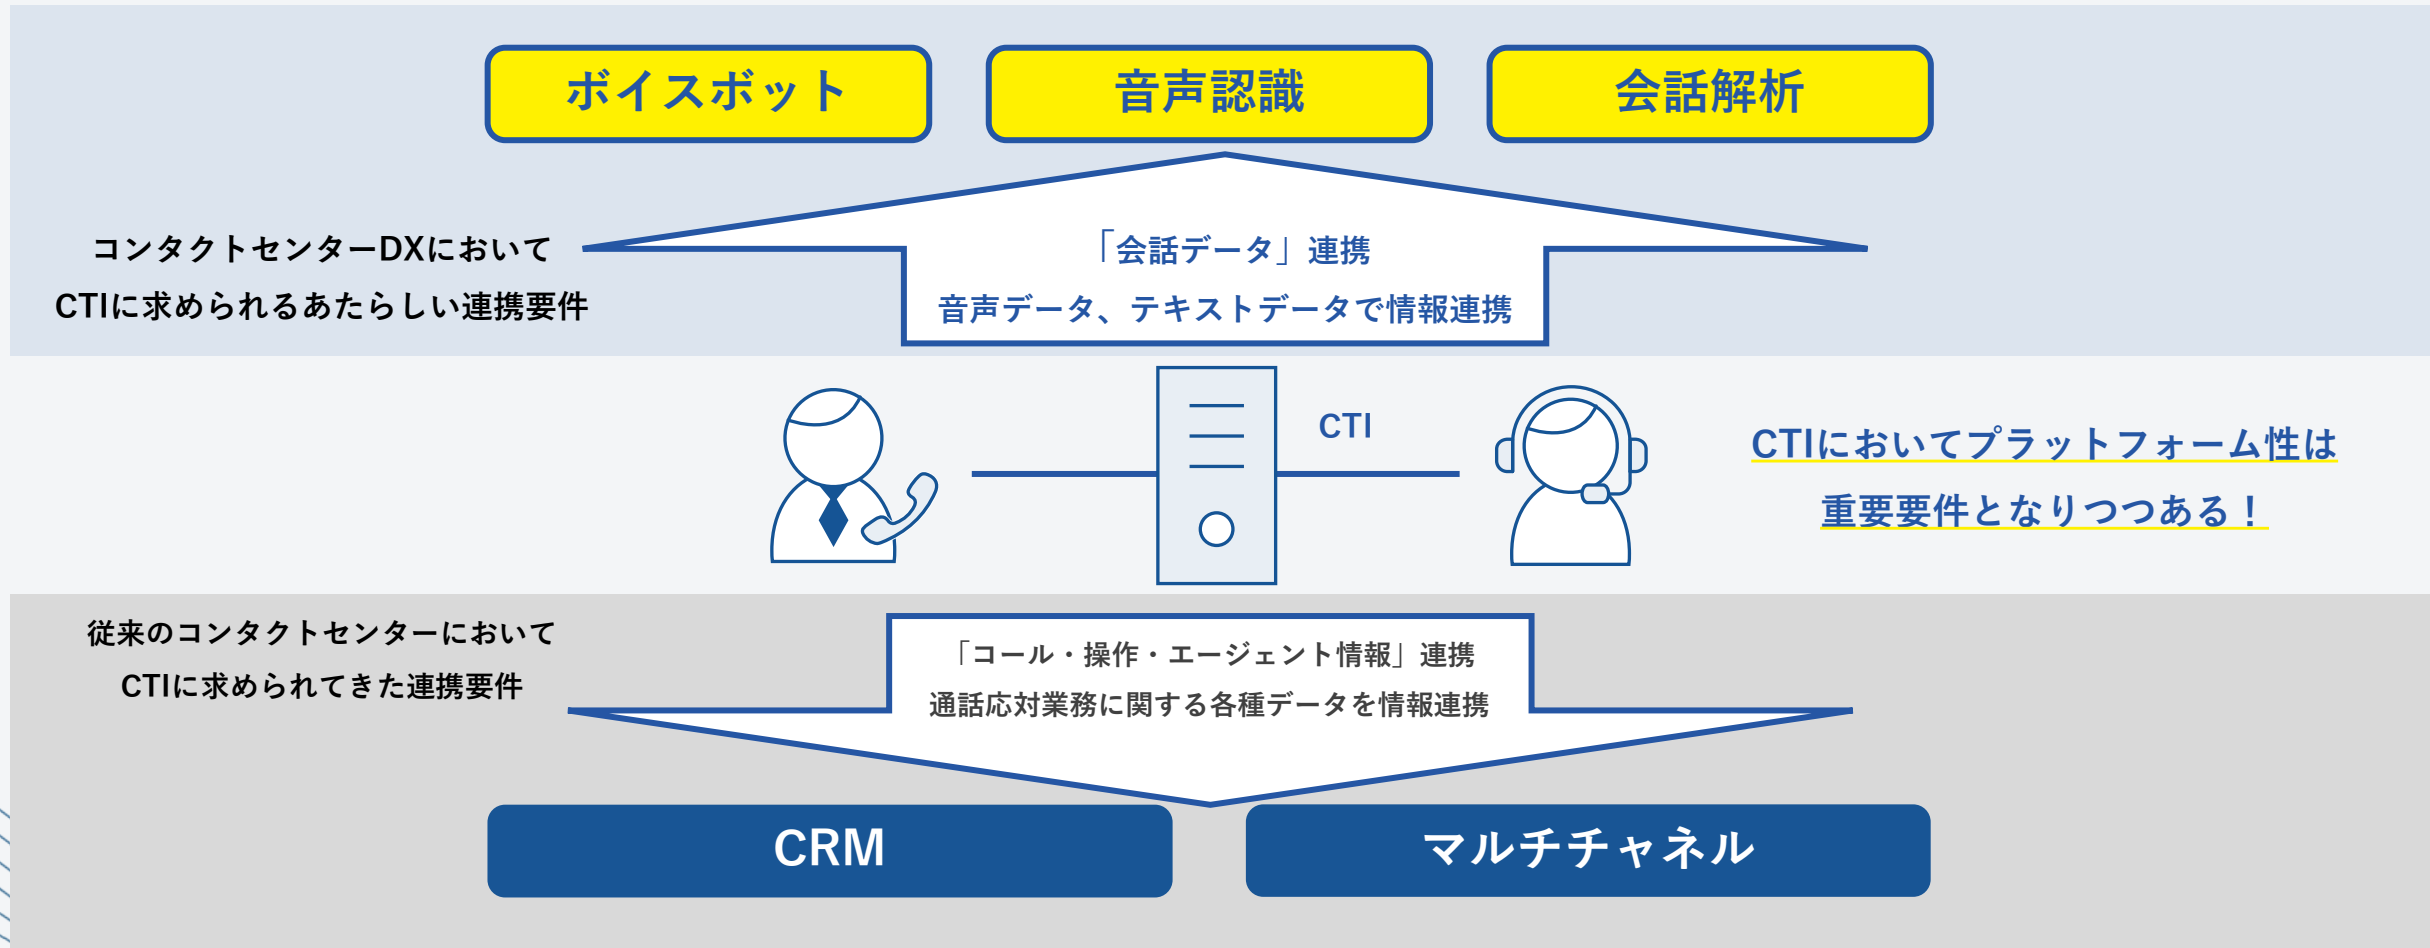 ボイスボット
音声認識
会話解析
コンタクトセンターDXにおいて
CTIに求められるあたらしい連携要件
「会話データ」連携
音声データ、テキストデータで情報連携
CTI
CTIにおいてプラットフォーム性は
重要要件となりつつある！
従来のコンタクトセンターにおいて
CTIに求められてきた連携要件
「コール・操作・エージェント情報」連携
通話応対業務に関する各種データを情報連携
CRM
マルチチャネル